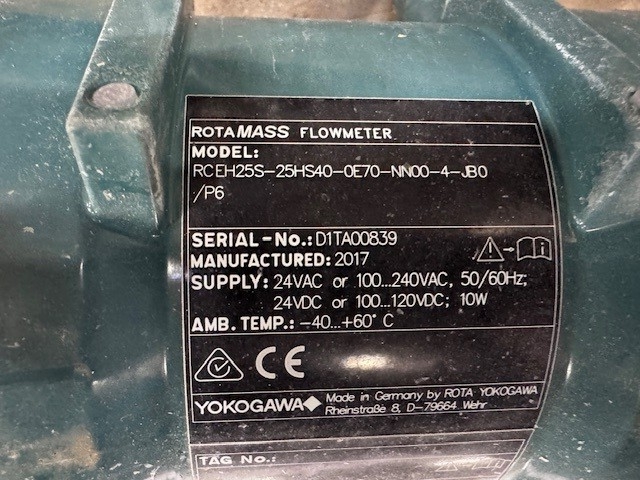 ROTAMASS FLOWMETER
MODEL:
RCEH25S-25HS40-0E70-NN00-4-JB0
/P6
SERIAL-No.: D1TA00839
MANUFACTURED: 2017
SUPPLY: 24VAC or 100...240VAC, 50/60Hz;
24VDC or 100...120VDC; 10W
AMB. TEMP.: -40...+60°C
CE
YOKOGAWA Made in Germany by ROTA YOKOGAWA
Rheinstraße 8, D-79664 Wehr
TAG No.: